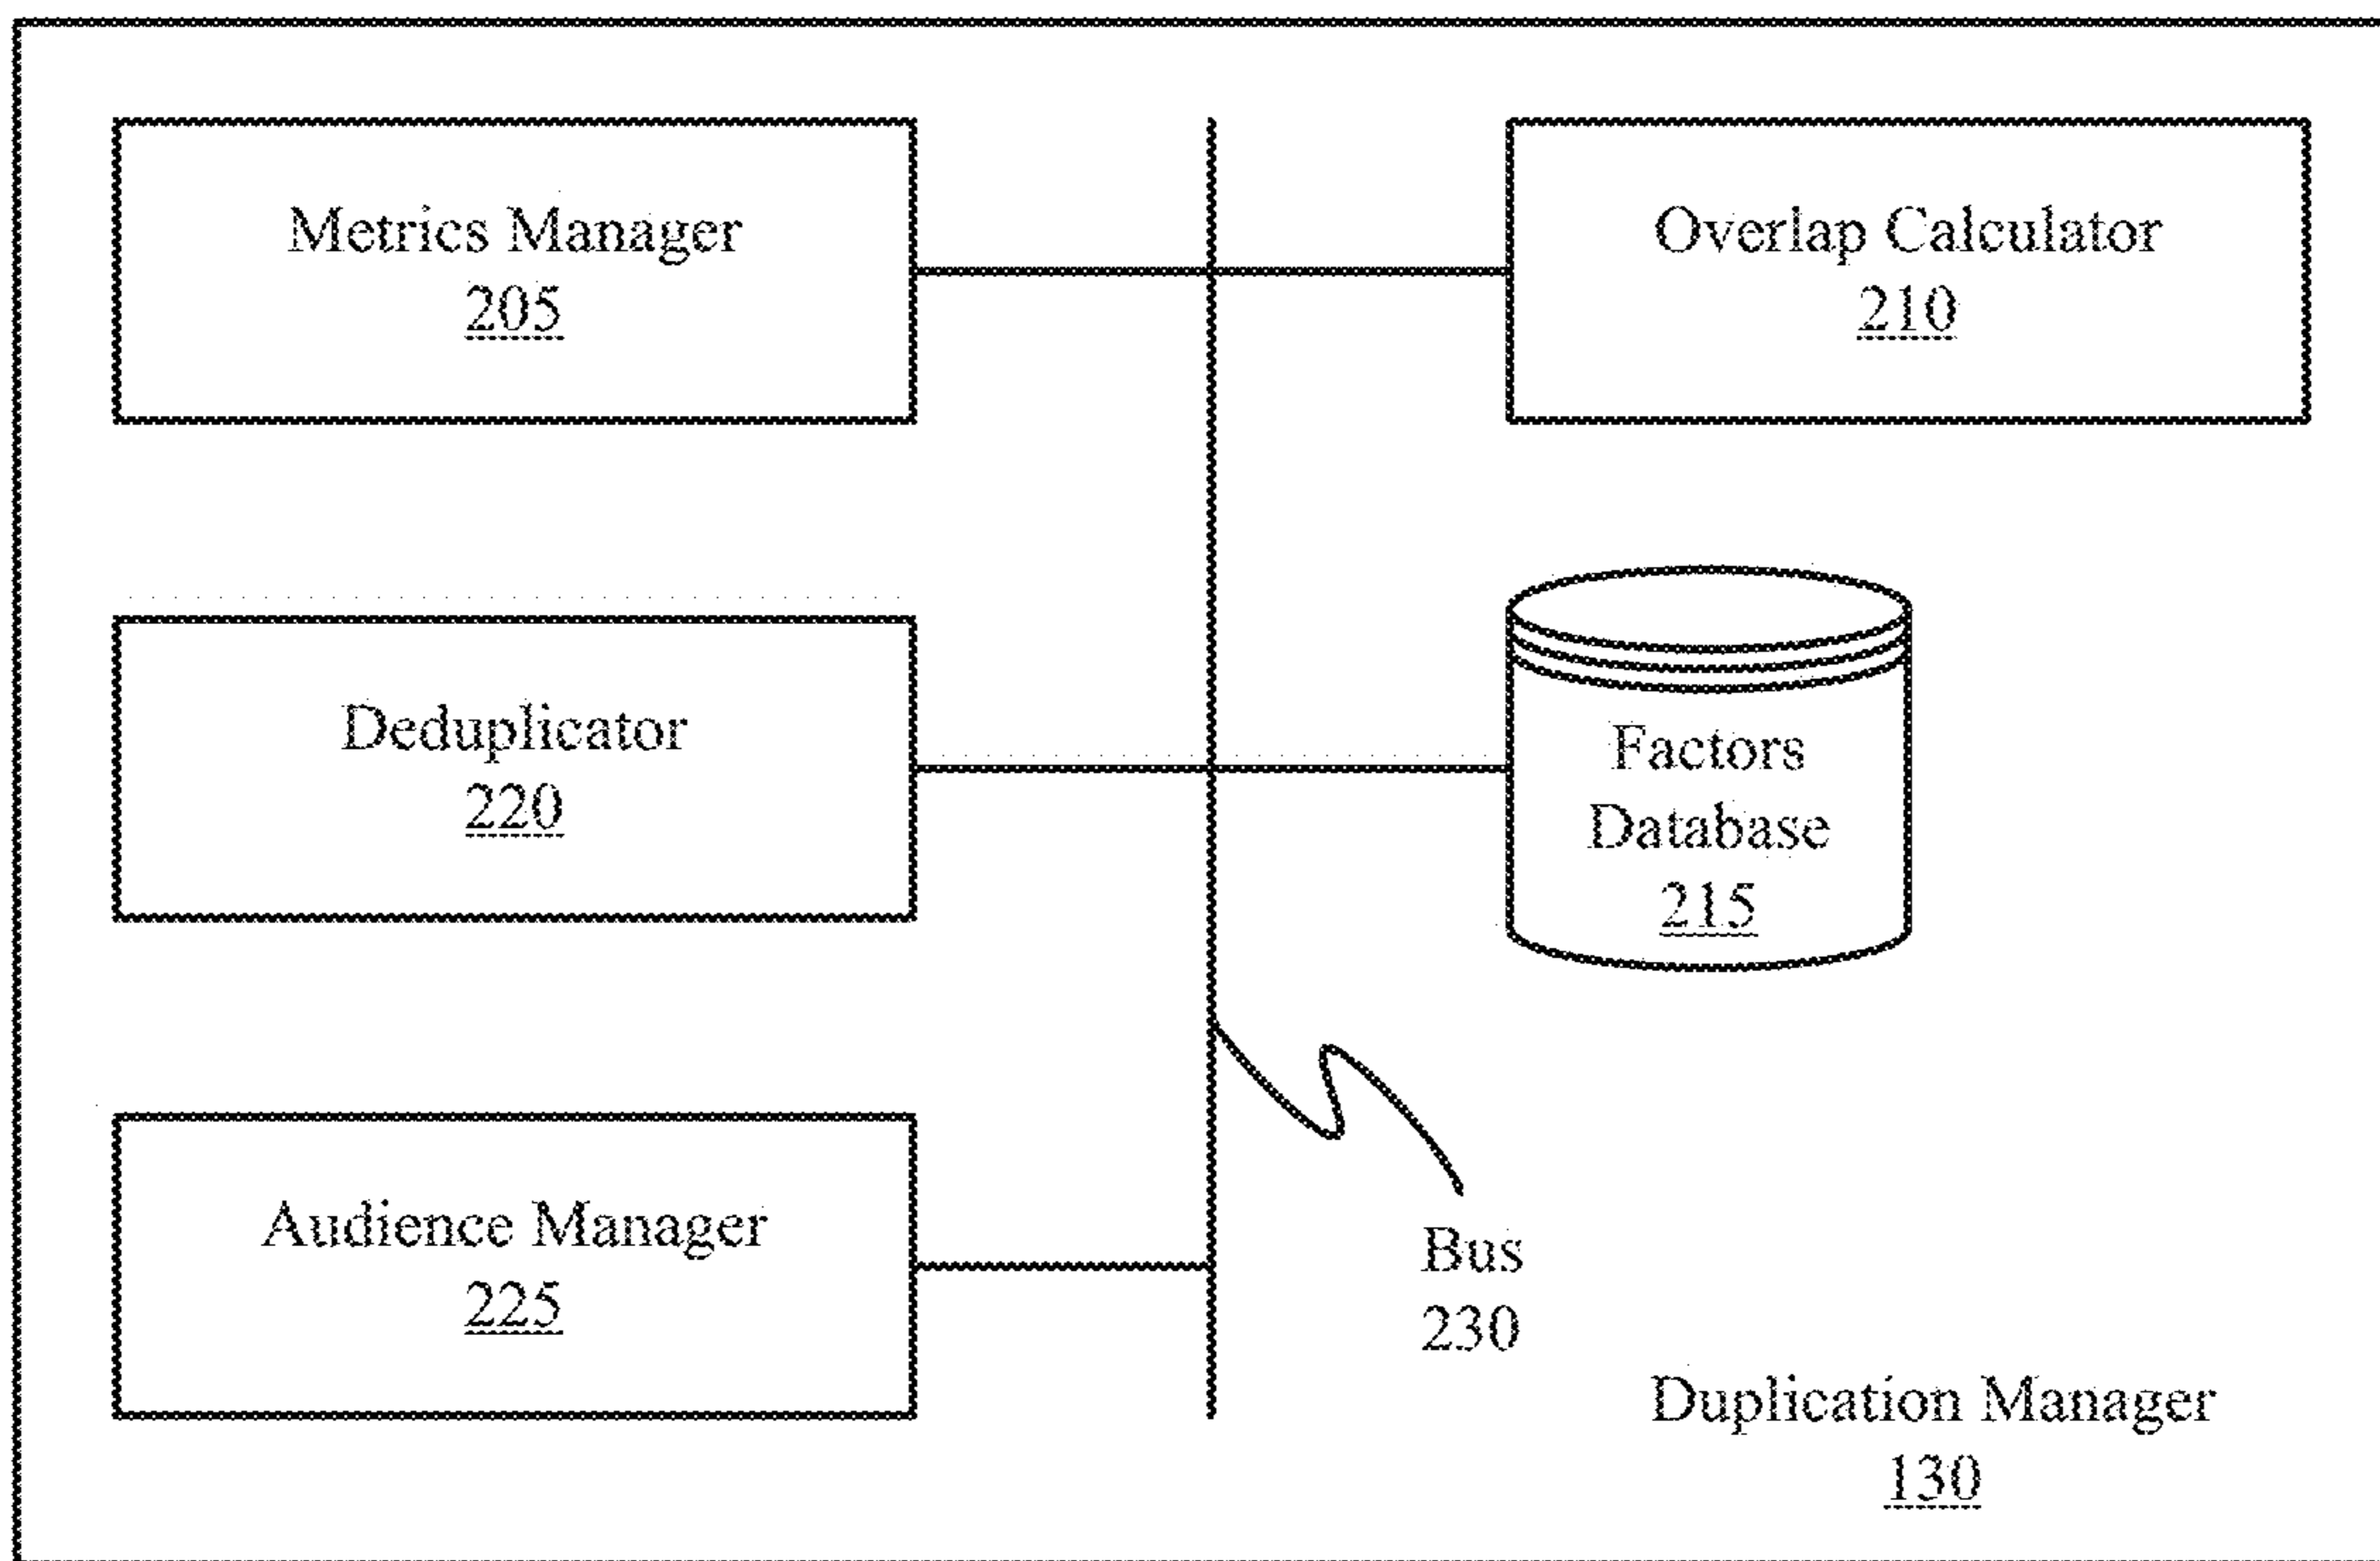 Metrics Manager
205
Overlap Calculator
210
Deduplicator
220
Factors
Database
215
Audience Manager
225
Bus
230
Duplication Manager
130